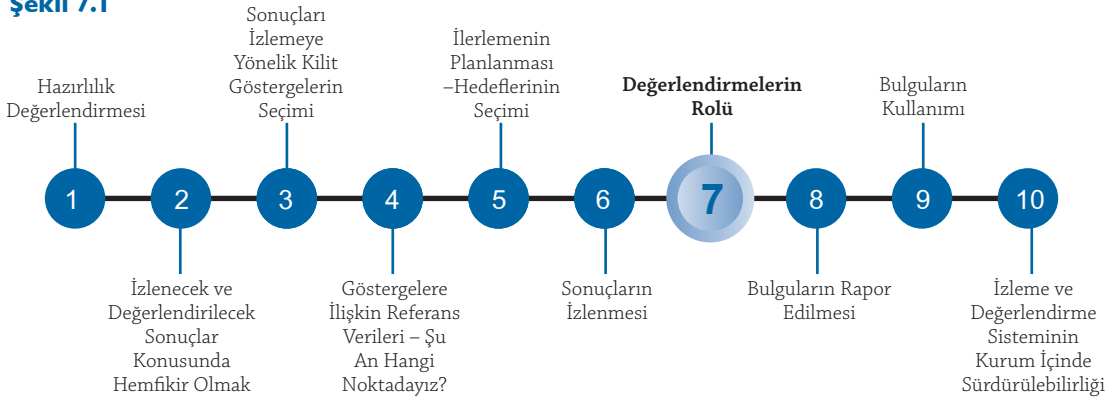 Şekil 7.1
Hazırlılık
Değerlendirmesi
Sonuçları
İzlemeye
Yönelik Kilit
Göstergelerin
Seçimi
İlerlemenin
Planlanması
–Hedeflerinin
Seçimi
Değerlendirmelerin
Rolü
Bulguların
Kullanımı
1
2
3
4
5
6
7
8
9
10
İzlenecek ve
Değerlendirilecek
Sonuçlar
Konusunda
Hemfikir Olmak
Göstergelere
İlişkin Referans
Verileri – Şu
An Hangi
Noktadayız?
Sonuçların
İzlenmesi
Bulguların Rapor
Edilmesi
İzleme ve
Değerlendirme
Sisteminin
Kurum İçinde
Sürdürülebilirliği